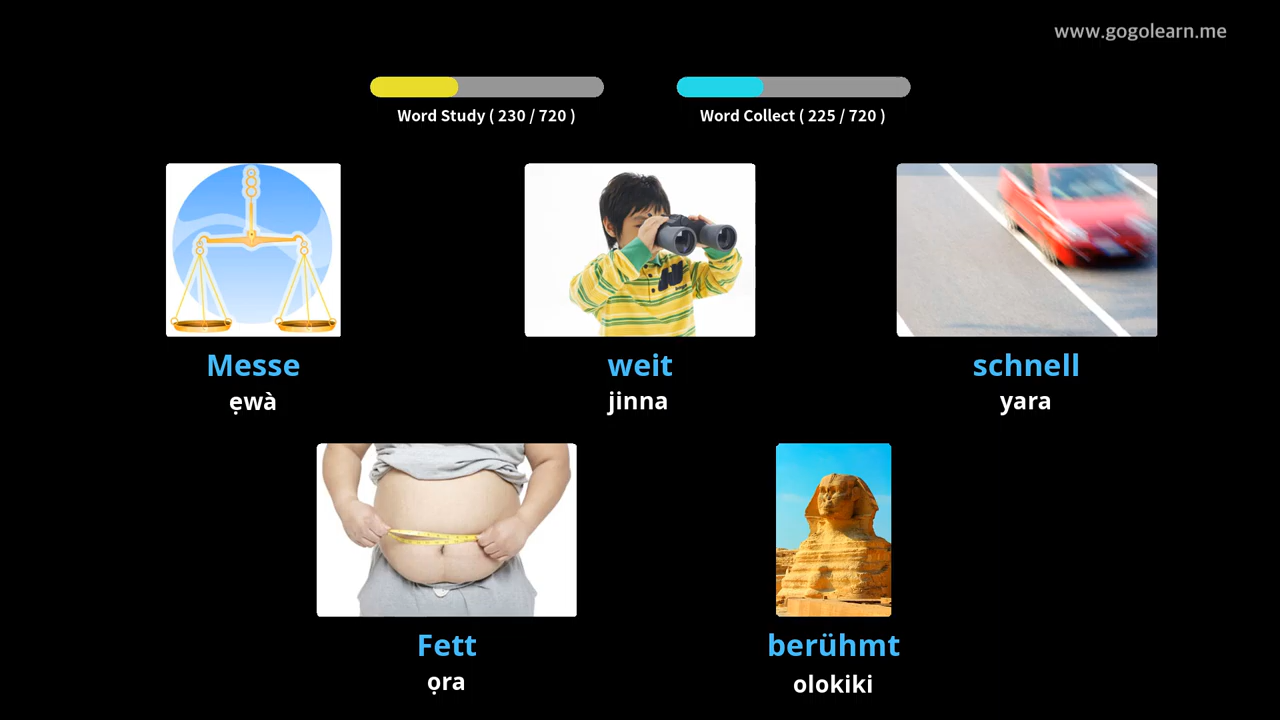 www.gogolearn.me
Word Study ( 230 / 720 )
Word Collect ( 225 / 720 )
Messe
ẹwà
weit
jinna
schnell
yara
Fett
ọra
berühmt
olokiki